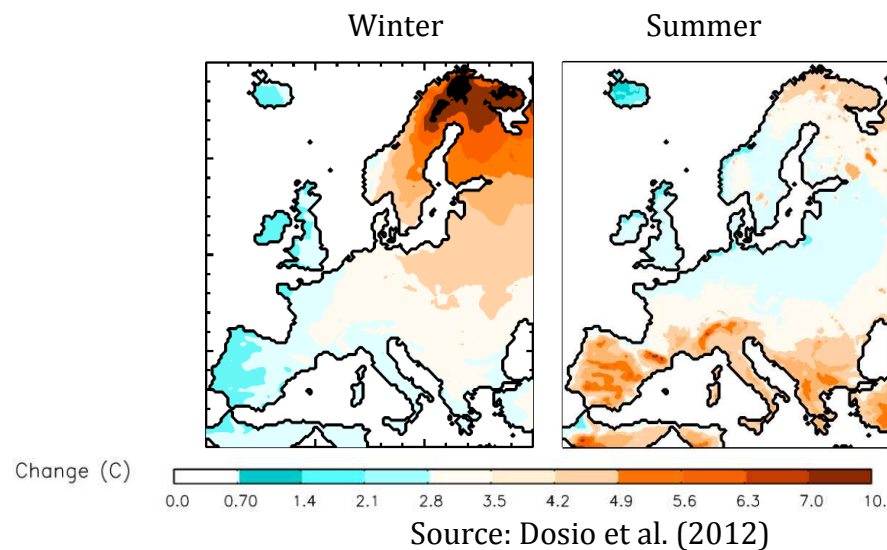 Winter Summer
Change (C)
0.0 0.70 1.4 2.1 2.8 3.5 4.2 4.9 5.6 6.3 7.0 10.
Source: Dosio et al. (2012)